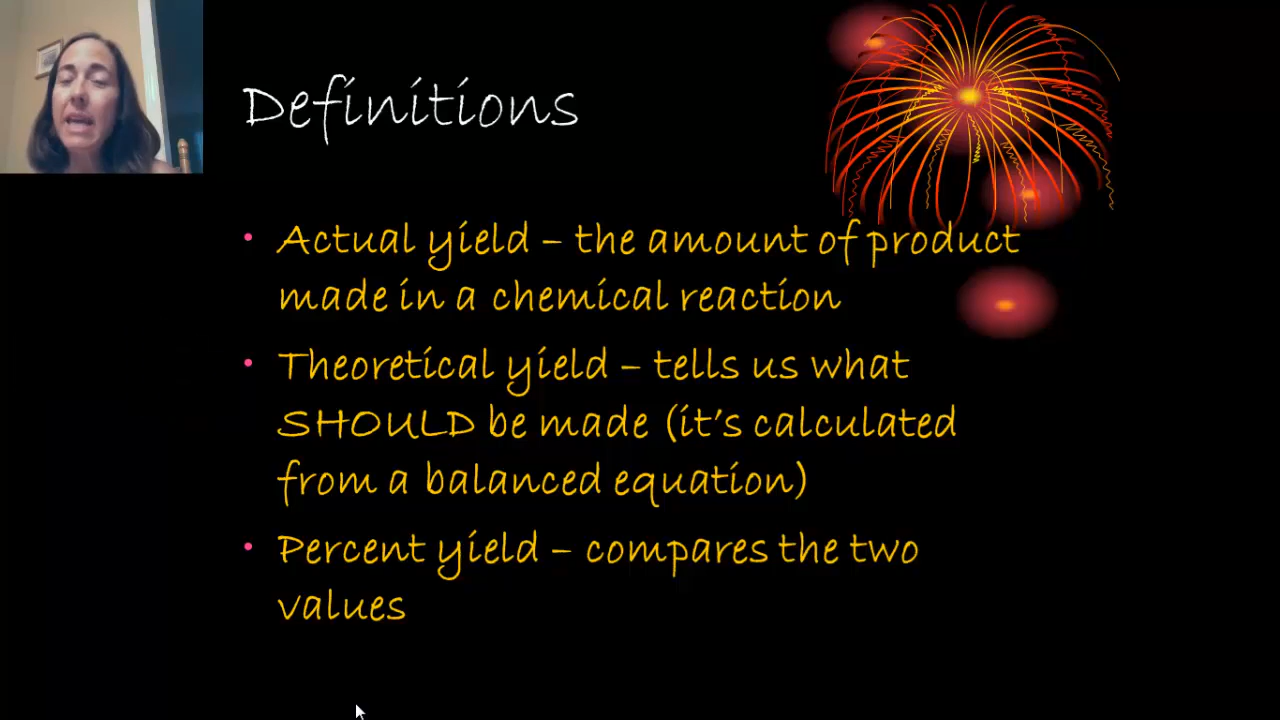 Definitions
• Actual yield – the amount of product
made in a chemical reaction
• Theoretical yield – tells us what
SHOULD be made (it's calculated
from a balanced equation)
• Percent yield – compares the two
values